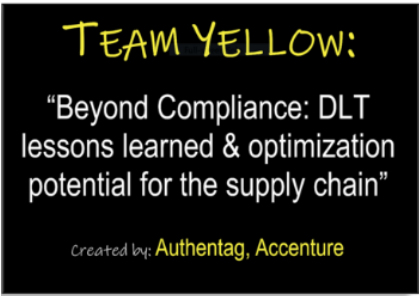 TEAM YELLOW:
“Beyond Compliance: DLT
lessons learned & optimization
potential for the supply chain”
Created by: Authentag, Accenture